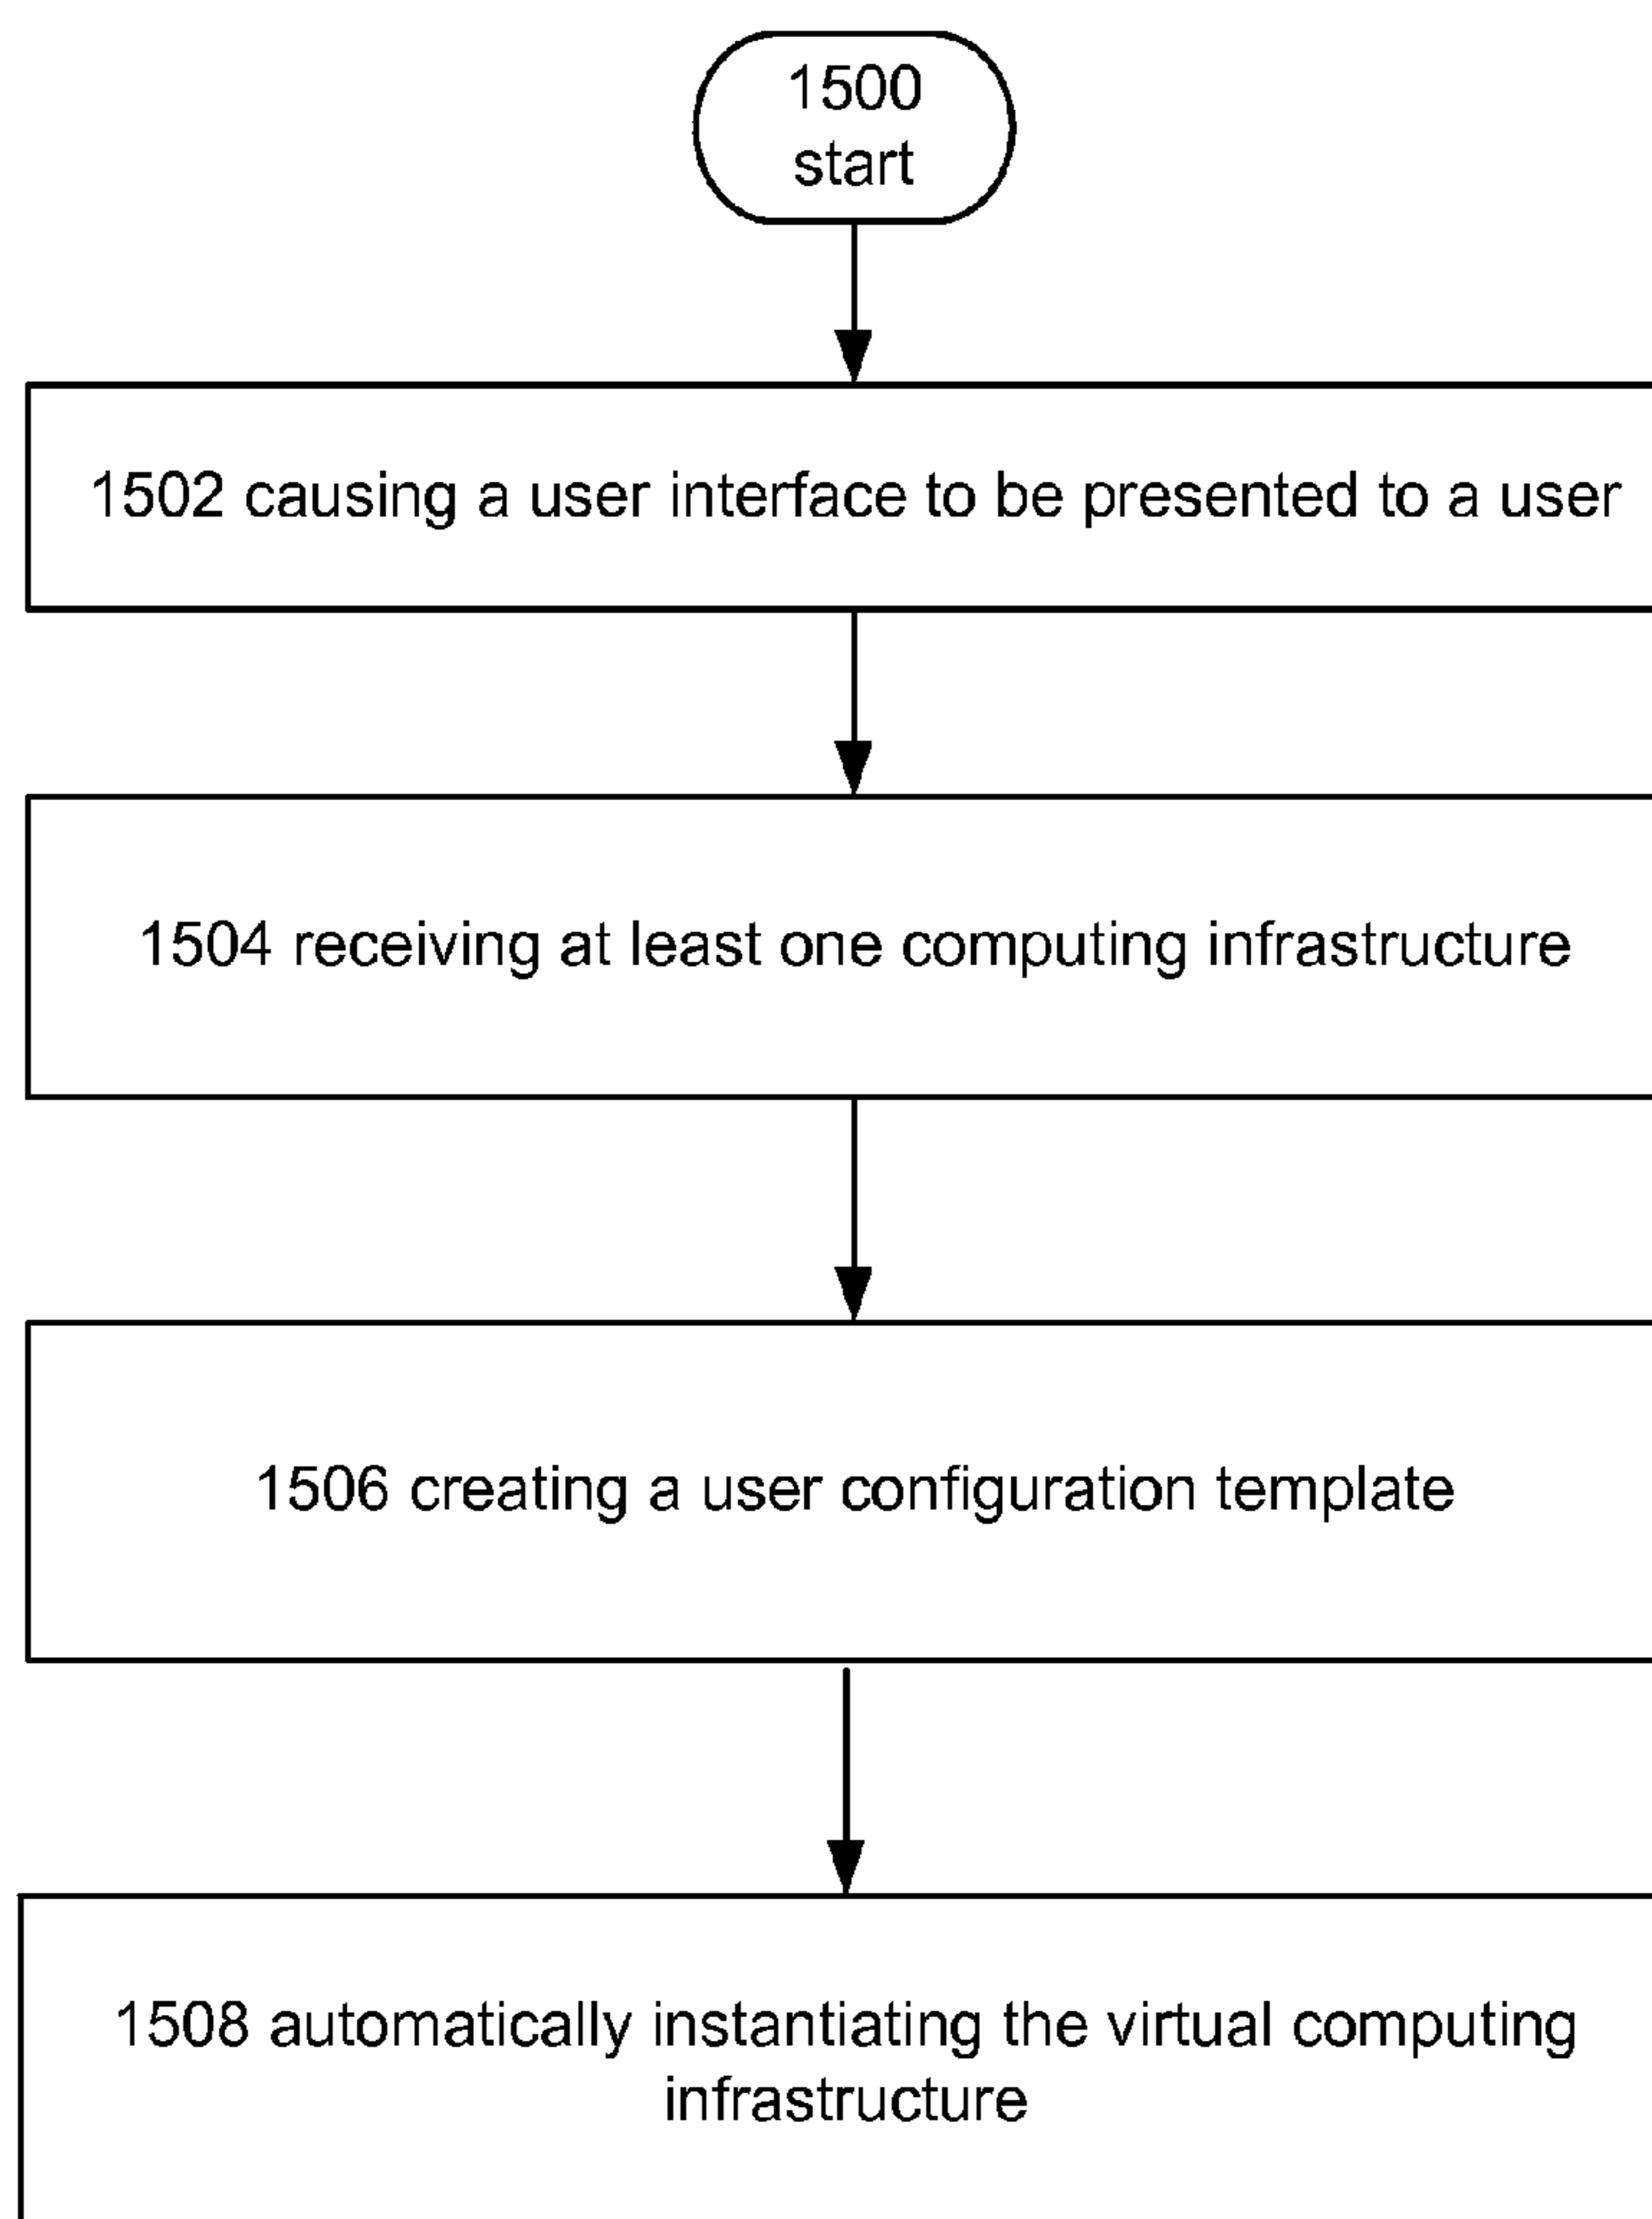 1500
start
1502 causing a user interface to be presented to a user
1504 receiving at least one computing infrastructure
1506 creating a user configuration template
1508 automatically instantiating the virtual computing
infrastructure